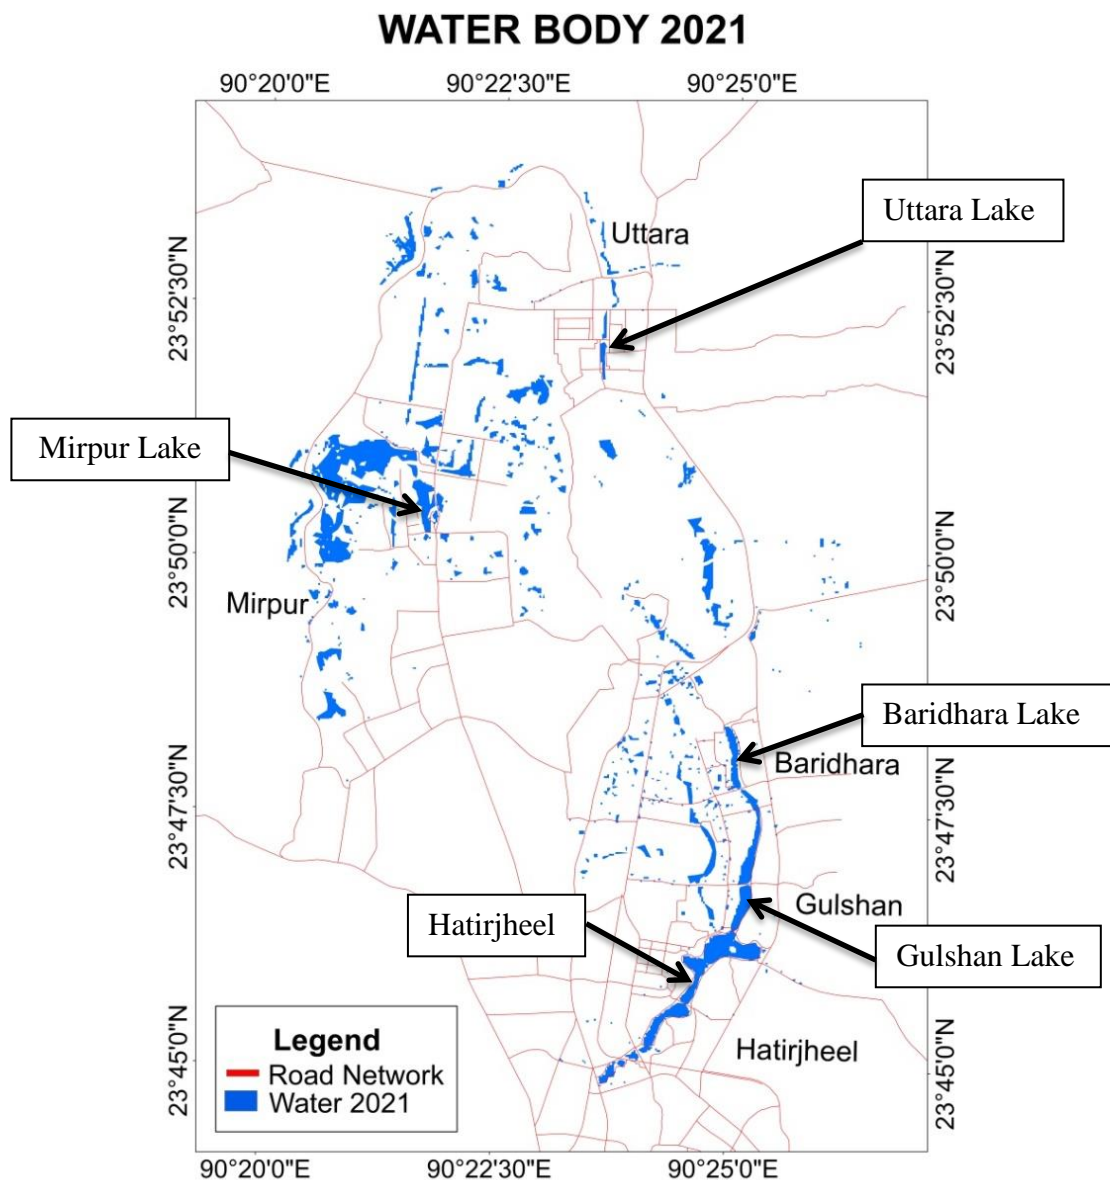 WATER BODY 2021
90°20'0"E
90°22'30"E
90°25'0"E
Uttara Lake
Uttara
23°52'30"N
23°52'30"N
Mirpur Lake
23°50'0"N
23°50'0"N
Mirpur
Baridhara Lake
Baridhara
23°47'30"N
23°47'30"N
Gulshan
Hatirjheel
Gulshan Lake
Hatirjheel
23°45'0"N
23°45'0"N
Legend
Road Network
Water 2021
90°20'0"E
90°22'30"E
90°25'0"E